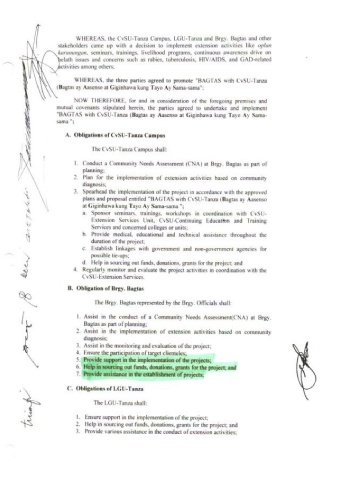 WHEREAS, the CvSU-Tanza Campus, LGU-Tanza and Brgy. Bagtas and other
stakeholders came up with a decision to implement extension activities like oplan
seminars, trainings, livelihood programs, continuous awareness drive on
health issues and concerns such as rabies, tuberculosis, HIV/AIDS, and GAD-related
activities among others;
WHEREAS, the three parties agreed to promote "BAGTAS with CvSU-Tanza
(Bagtas ay Aasenso at Giginhawa kung Tayo Ay Sama-sama";
NOW THEREFORE, for and in consideration of the foregoing premises and
mutual covenants stipulated herein, the parties agreed to undertake and implement
"BAGTAS with CvSU-Tanza (Bagtas ay Aasenso at Giginhawa kung Tayo Ay Sama-
sama")
A. Obligations of CvSU-Tanza Campus
The CvSU-Tanza Campus shall:
1. Conduct a Community Needs Assessment (CNA) at Brgy. Bagtas as part of
planning;
2. Plan for the implementation of extension activities based on community
diagnosis;
3. Spearhead the implementation of the project in accordance with the approved
plans and proposal entitled "BAGTAS with CvSU-Tanza (Bagtas ay Aasenso
at Giginhawa kung Tayo Ay Sama-sama";
a. Sponsor seminars, trainings, workshops in coordination with CvSU-
Extension Services Unit, CvSU-Continuing Education and Training
Services and concerned colleges or units;
b. Provide medical, educational and technical assistance throughout the
duration of the project;
c. Establish linkages with government and non-government agencies for
possible tie-ups;
d. Help in sourcing out funds, donations, grants for the project; and
4. Regularly monitor and evaluate the project activities in coordination with the
CvSU-Extension Services.
B. Obligation of Brgy. Bagtas
The Brgy. Bagtas represented by the Brgy. Officials shall:
1. Assist in the conduct of a Community Needs Assessment(CNA) at Brgy.
Bagtas as part of planning;
2. Assist in the implementation of extension activities based on community
diagnosis;
3. Assist in the monitoring and evaluation of the project;
4. Ensure the participation of target clienteles;
5. Provide support in the implementation of the projects;
6. Help in sourcing out funds, donations, grants for the project; and
7. Provide assistance in the establishment of projects;
C. Obligations of LGU-Tanza
The LGU-Tanza shall:
1. Ensure support in the implementation of the project;
2. Help in sourcing out funds, donations, grants for the project; and
3. Provide various assistance in the conduct of extension activities;